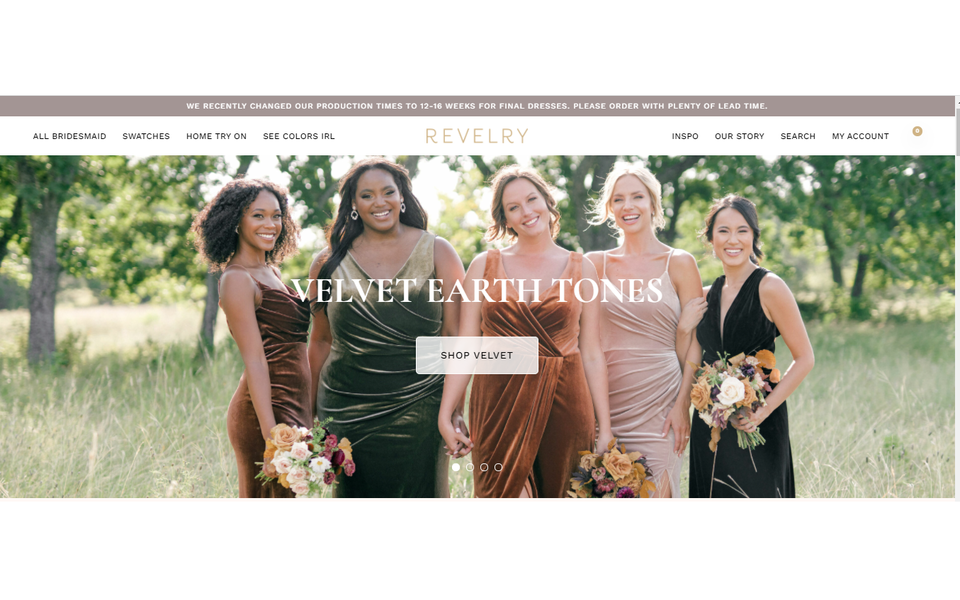 WE RECENTLY CHANGED OUR PRODUCTION TIMES TO 12-16 WEEKS FOR FINAL DRESSES. PLEASE ORDER WITH PLENTY OF LEAD TIME.
ALL BRIDESMAID SWATCHES HOME TRY ON SEE COLORS IRL REVELRY INSPO OUR STORY SEARCH MY ACCOUNT 0
VELVET EARTH TONES
SHOP VELVET